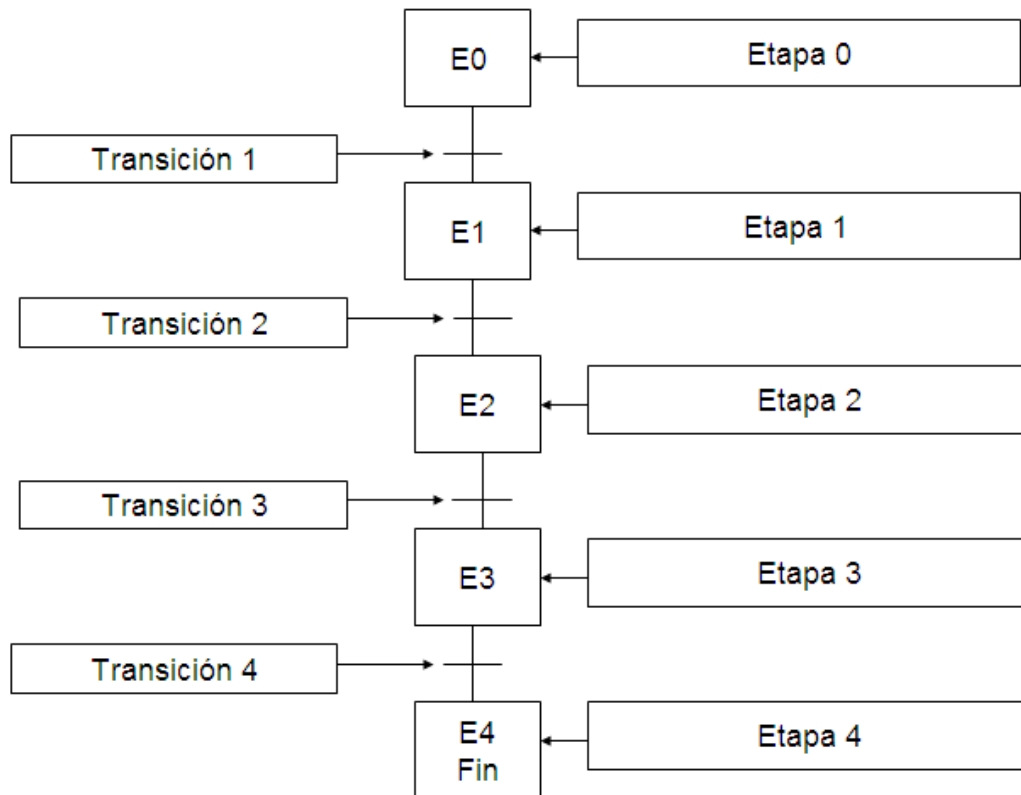 E0
Etapa 0
Transición 1
E1
Etapa 1
Transición 2
E2
Etapa 2
Transición 3
E3
Etapa 3
Transición 4
E4
Fin
Etapa 4